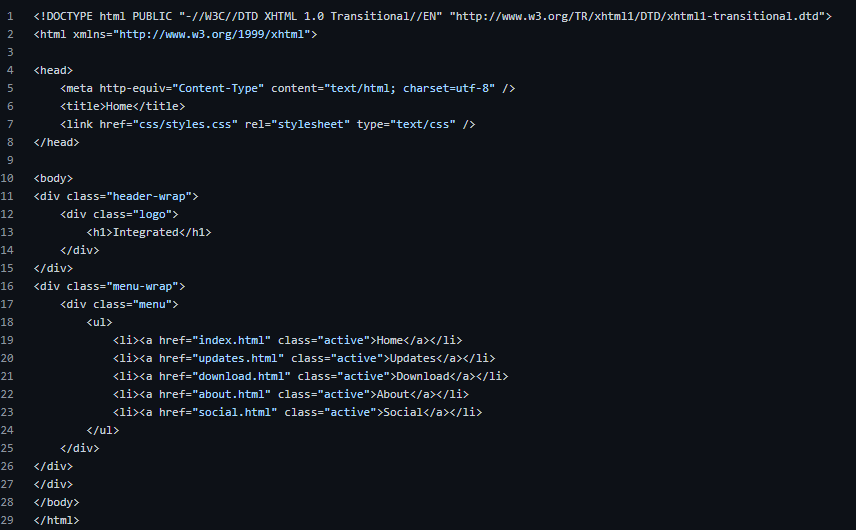 1 <!DOCTYPE html PUBLIC "-//W3C//DTD XHTML 1.0 Transitional//EN" "http://www.w3.org/TR/xhtml1/DTD/xhtml1-transitional.dtd">
2 <html xmlns="http://www.w3.org/1999/xhtml">
3
4 <head>
5     <meta http-equiv="Content-Type" content="text/html; charset=utf-8" />
6     <title>Home</title>
7     <link href="css/styles.css" rel="stylesheet" type="text/css" />
8 </head>
9
10 <body>
11 <div class="header-wrap">
12     <div class="logo">
13         <h1>Integrated</h1>
14     </div>
15 </div>
16 <div class="menu-wrap">
17     <div class="menu">
18         <ul>
19             <li><a href="index.html" class="active">Home</a></li>
20             <li><a href="updates.html" class="active">Updates</a></li>
21             <li><a href="download.html" class="active">Download</a></li>
22             <li><a href="about.html" class="active">About</a></li>
23             <li><a href="social.html" class="active">Social</a></li>
24         </ul>
25     </div>
26 </div>
27 </div>
28 </body>
29 </html>